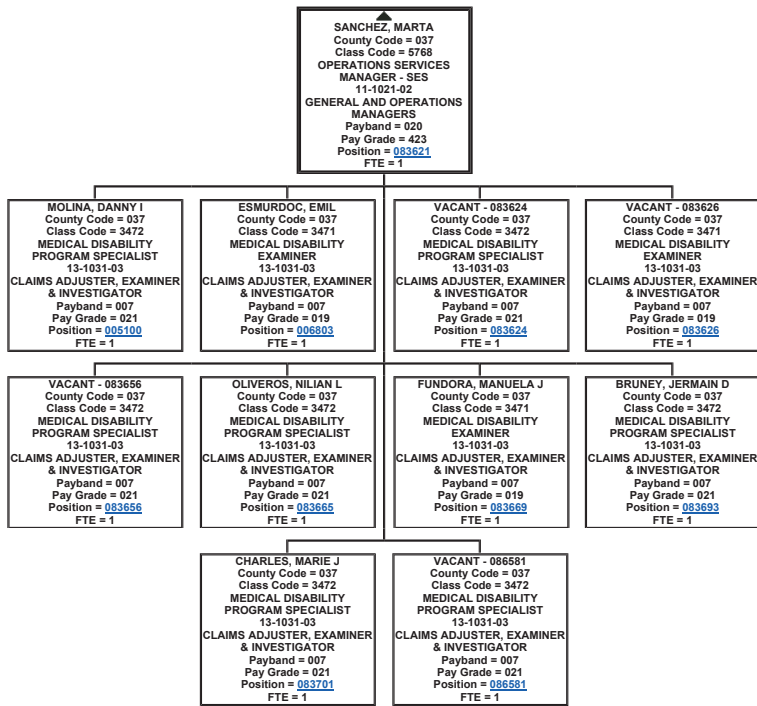 SANCHEZ, MARTA
County Code = 037
Class Code = 5768
OPERATIONS SERVICES
MANAGER - SES
11-1021-02
GENERAL AND OPERATIONS
MANAGERS
Payband = 020
Pay Grade = 423
Position = 083621
FTE = 1
MOLINA, DANNY I
County Code = 037
Class Code = 3472
MEDICAL DISABILITY
PROGRAM SPECIALIST
13-1031-03
CLAIMS ADJUSTER, EXAMINER
& INVESTIGATOR
Payband = 007
Pay Grade = 021
Position = 005100
FTE = 1
ESMURDOC, EMIL
County Code = 037
Class Code = 3471
MEDICAL DISABILITY
EXAMINER
13-1031-03
CLAIMS ADJUSTER, EXAMINER
& INVESTIGATOR
Payband = 007
Pay Grade = 019
Position = 006803
FTE = 1
VACANT - 083624
County Code = 037
Class Code = 3472
MEDICAL DISABILITY
PROGRAM SPECIALIST
13-1031-03
CLAIMS ADJUSTER, EXAMINER
& INVESTIGATOR
Payband = 007
Pay Grade = 021
Position = 083624
FTE = 1
VACANT - 083626
County Code = 037
Class Code = 3471
MEDICAL DISABILITY
EXAMINER
13-1031-03
CLAIMS ADJUSTER, EXAMINER
& INVESTIGATOR
Payband = 007
Pay Grade = 019
Position = 083626
FTE = 1
VACANT - 083656
County Code = 037
Class Code = 3472
MEDICAL DISABILITY
PROGRAM SPECIALIST
13-1031-03
CLAIMS ADJUSTER, EXAMINER
& INVESTIGATOR
Payband = 007
Pay Grade = 021
Position = 083656
FTE = 1
OLIVEROS, NILIAN L
County Code = 037
Class Code = 3472
MEDICAL DISABILITY
PROGRAM SPECIALIST
13-1031-03
CLAIMS ADJUSTER, EXAMINER
& INVESTIGATOR
Payband = 007
Pay Grade = 021
Position = 083665
FTE = 1
FUNDORA, MANUELA J
County Code = 037
Class Code = 3471
MEDICAL DISABILITY
EXAMINER
13-1031-03
CLAIMS ADJUSTER, EXAMINER
& INVESTIGATOR
Payband = 007
Pay Grade = 019
Position = 083669
FTE = 1
BRUNEY, JERMAIN D
County Code = 037
Class Code = 3472
MEDICAL DISABILITY
PROGRAM SPECIALIST
13-1031-03
CLAIMS ADJUSTER, EXAMINER
& INVESTIGATOR
Payband = 007
Pay Grade = 021
Position = 083693
FTE = 1
CHARLES, MARIE J
County Code = 037
Class Code = 3472
MEDICAL DISABILITY
PROGRAM SPECIALIST
13-1031-03
CLAIMS ADJUSTER, EXAMINER
& INVESTIGATOR
Payband = 007
Pay Grade = 021
Position = 083701
FTE = 1
VACANT - 086581
County Code = 037
Class Code = 3472
MEDICAL DISABILITY
PROGRAM SPECIALIST
13-1031-03
CLAIMS ADJUSTER, EXAMINER
& INVESTIGATOR
Payband = 007
Pay Grade = 021
Position = 086581
FTE = 1